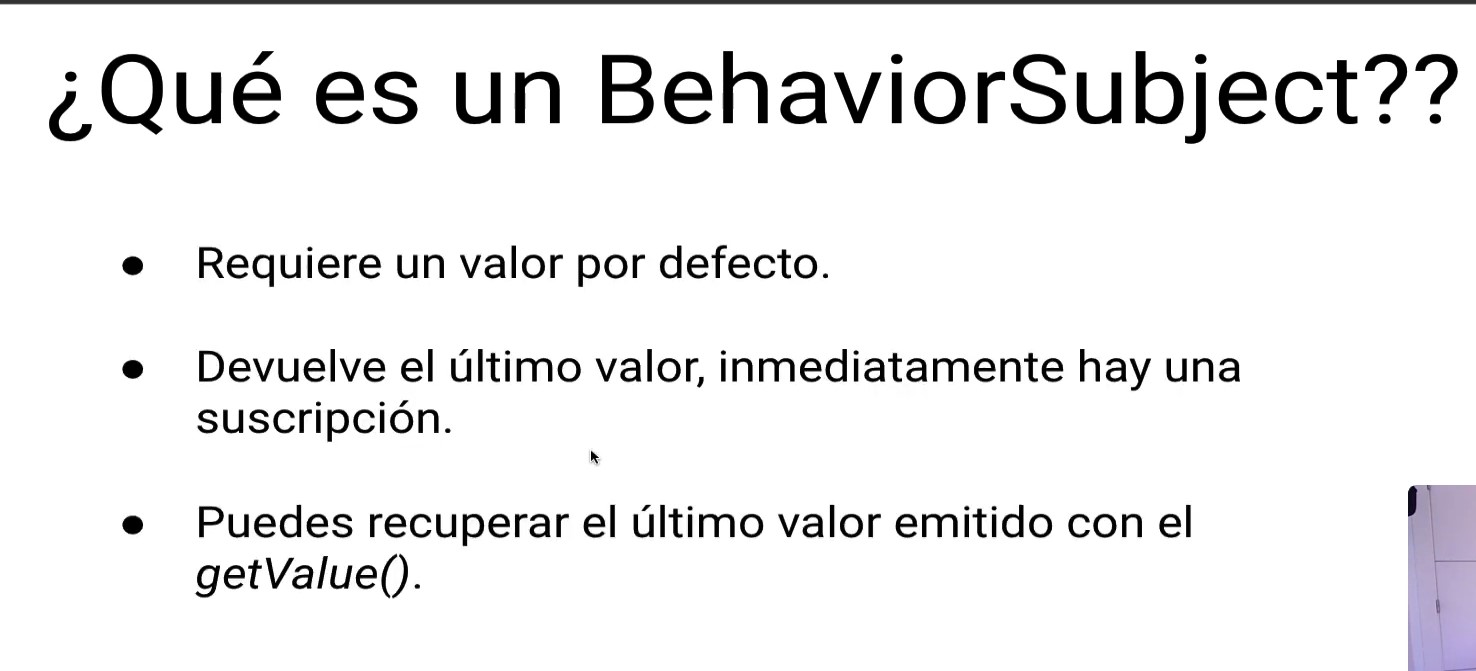 ¿Qué es un BehaviorSubject??
● Requiere un valor por defecto.
● Devuelve el último valor, inmediatamente hay una
suscripción.
● Puedes recuperar el último valor emitido con el
getValue().